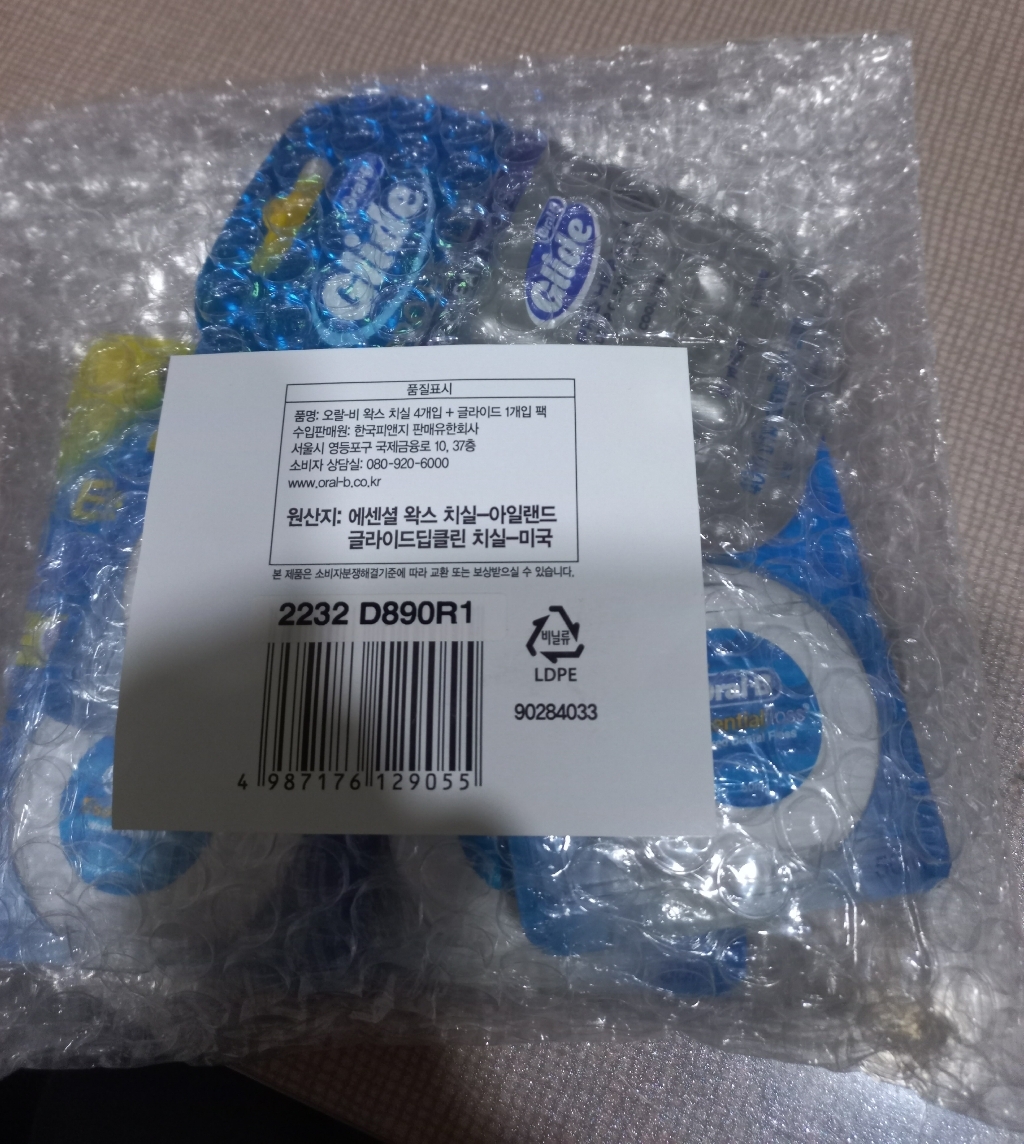 Oral-B
Glide
Oral-B
Glide
품질표시
품명: 오랄-비 왁스 치실 4개입 + 글라이드 1개입 팩
수입판매원: 한국피앤지 판매유한회사
서울시 영등포구 국제금융로 10, 37층
소비자 상담실: 080-920-6000
www.oral-b.co.kr
원산지: 에센셜 왁스 치실-아일랜드
글라이드딥클린 치실-미국
본 제품은 소비자분쟁해결기준에 따라 교환 또는 보상받으실 수 있습니다.
2232 D890R1
비닐류
LDPE
90284033
4 987176 129055
Oral-B